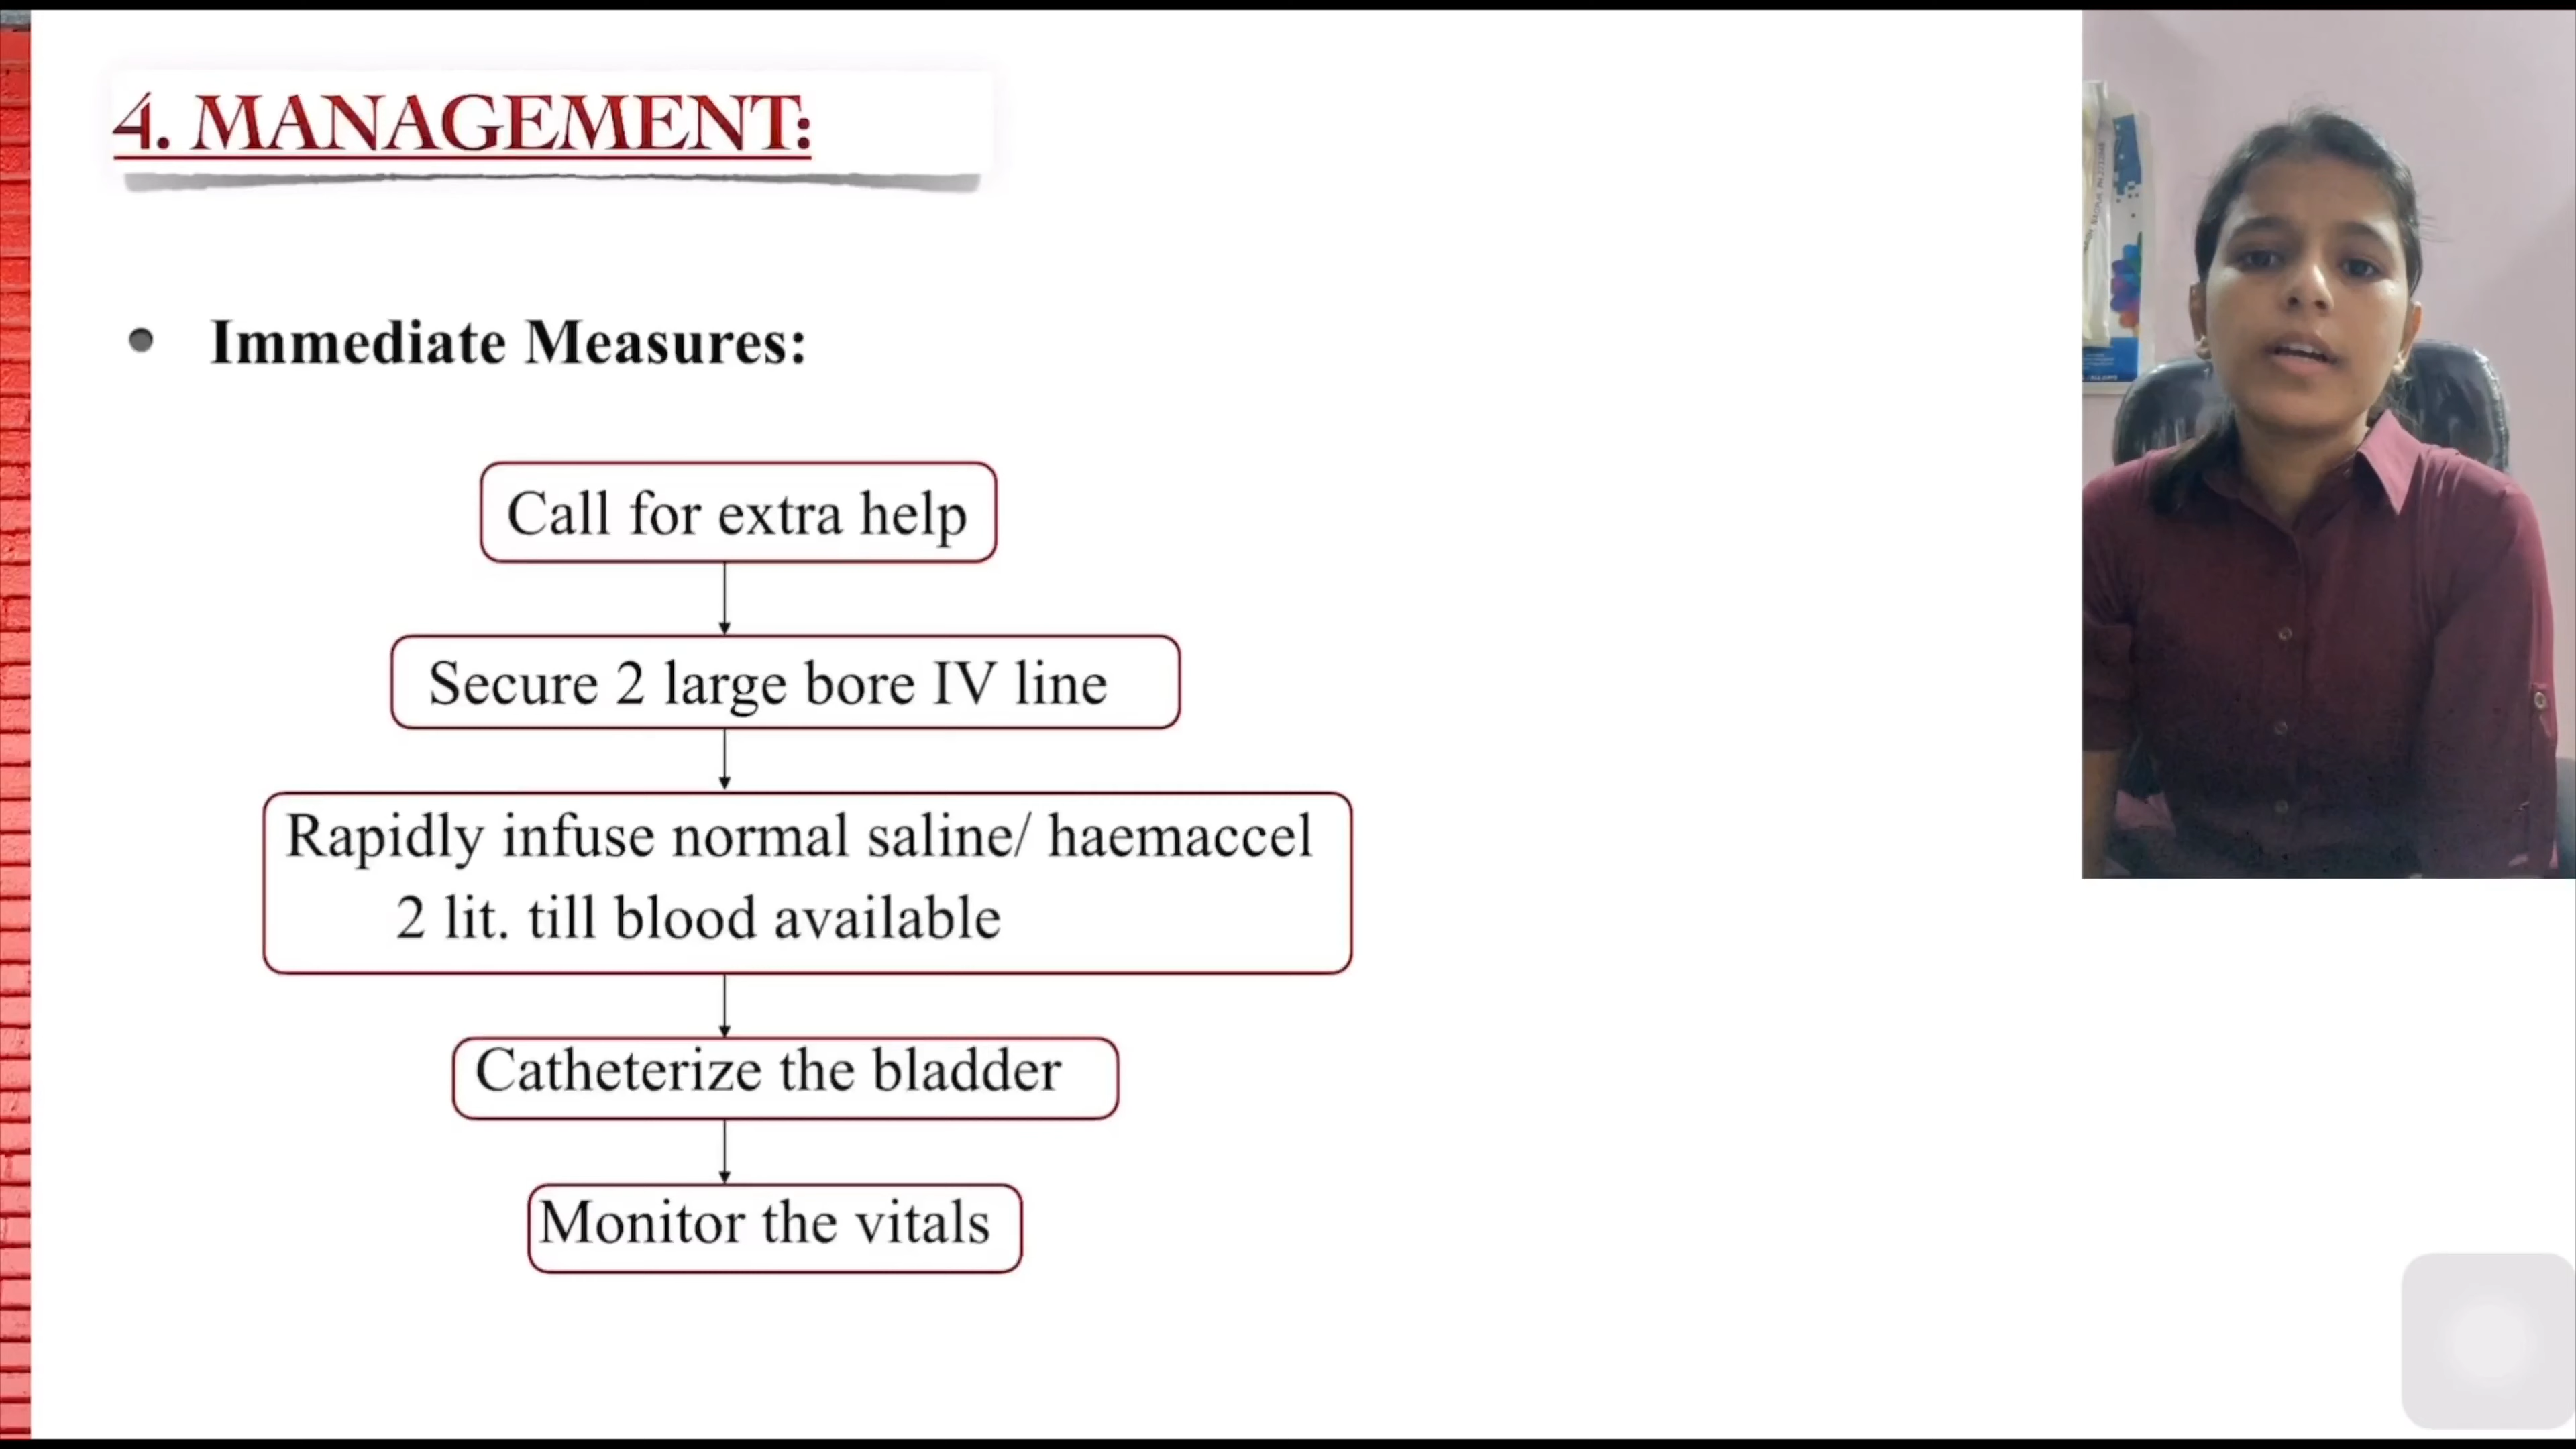 4. MANAGEMENT:
• Immediate Measures:
Call for extra help
Secure 2 large bore IV line
Rapidly infuse normal saline/ haemaccel
2 lit. till blood available
Catheterize the bladder
Monitor the vitals